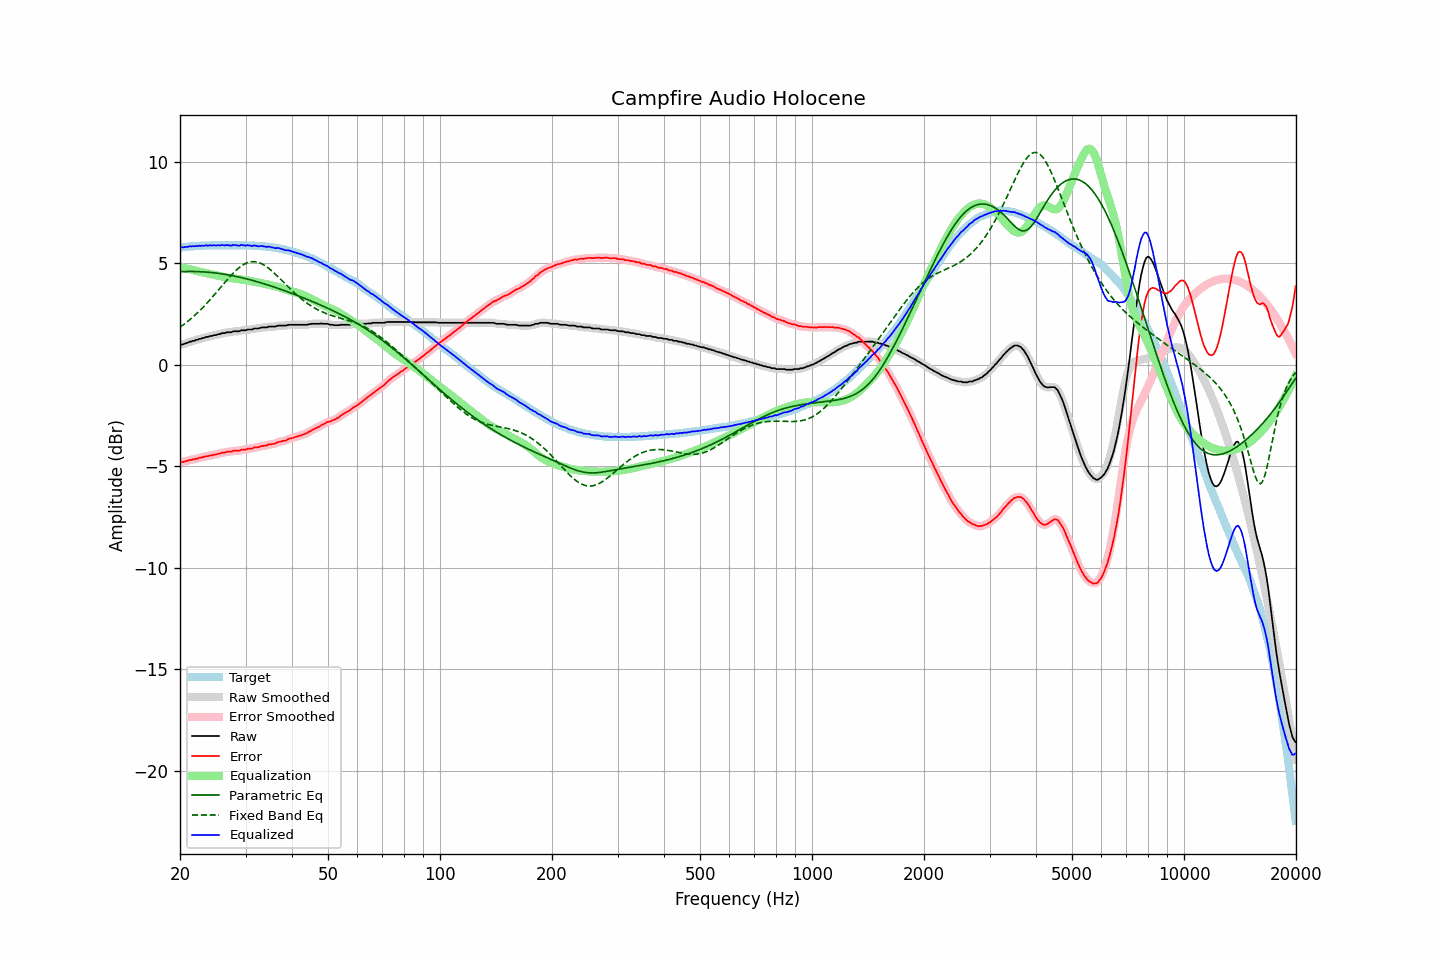 Campfire Audio Holocene
Amplitude (dBr)
10
5
0
−5
−10
−15
−20
Target
Raw Smoothed
Error Smoothed
Raw
Error
Equalization
Parametric Eq
Fixed Band Eq
Equalized
20 50 100 200 500 1000 2000 5000 10000 20000
Frequency (Hz)